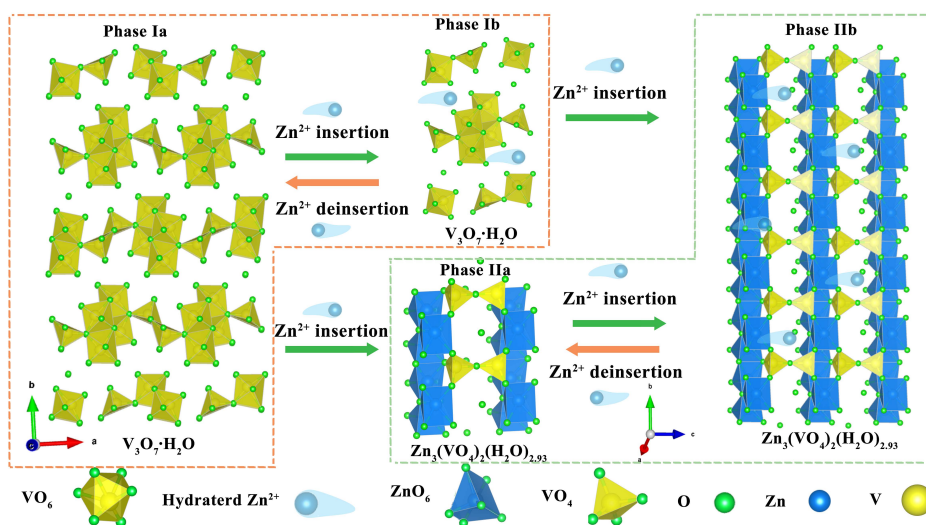 Phase Ia
Phase Ib
Phase IIb
Zn²⁺ insertion
Zn²⁺ insertion
Zn²⁺ deinsertion
V₃O₇·H₂O
Phase IIa
Zn²⁺ insertion
Zn²⁺ insertion
Zn²⁺ deinsertion
b
a
c
V₃O₇·H₂O
Zn₃(VO₄)₂(H₂O)₂.₉₃
b
c
a
Zn₃(VO₄)₂(H₂O)₂.₉₃
VO₆
Hydraterd Zn²⁺
ZnO₆
VO₄
O
Zn
V